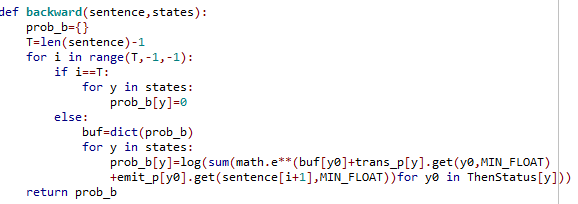 def backward(sentence,states):
    prob_b={}
    T=len(sentence)-1
    for i in range(T,-1,-1):
        if i==T:
            for y in states:
                prob_b[y]=0
        else:
            buf=dict(prob_b)
            for y in states:
                prob_b[y]=log(sum(math.e**(buf[y0]+trans_p[y].get(y0,MIN_FLOAT)
                +emit_p[y0].get(sentence[i+1],MIN_FLOAT))for y0 in ThenStatus[y]))
    return prob_b